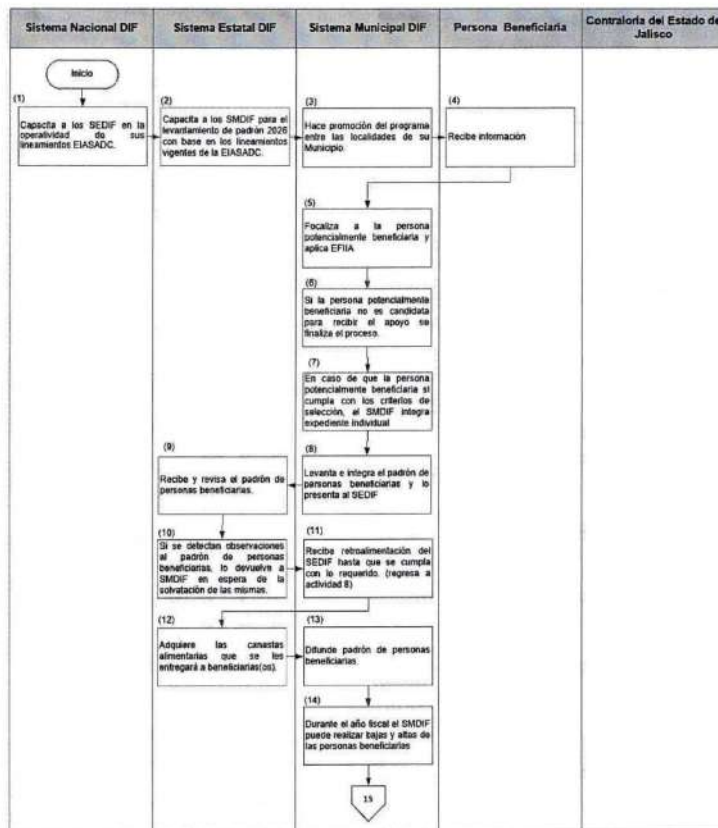 Sistema Nacional DIF
Sistema Estatal DIF
Sistema Municipal DIF
Persona Beneficiaria
Contraloría del Estado de
Jalisco
Inicio
(1)
Capacita a los SEDIF en la
operatividad de sus
lineamientos EIASADC.
(2)
Capacita a los SMDIF para el
levantamiento de padrón 2026
con base en los lineamientos
vigentes de la EIASADC.
(3)
Hace promoción del programa
entre las localidades de su
Municipio.
(4)
Recibe información
(5)
Focaliza a la persona
potencialmente beneficiaria y
aplica EFIIA
(6)
Si la persona potencialmente
beneficiaria no es candidata
para recibir el apoyo se
finaliza el proceso.
(7)
En caso de que la persona
potencialmente beneficiaria si
cumpla con los criterios de
selección, el SMDIF integra
expediente individual
(8)
Levanta e integra el padrón de
personas beneficiarias y lo
presenta al SEDIF
(9)
Recibe y revisa el padrón de
personas beneficiarias.
(10)
Si se detectan observaciones
al padrón de personas
beneficiarias, lo devuelve a
SMDIF en espera de la
solvatación de las mismas.
(11)
Recibe retroalimentación del
SEDIF hasta que se cumpla
con lo requerido. (regresa a
actividad 8)
(12)
Adquiere las canastas
alimentarias que se les
entregará a beneficiarias(os).
(13)
Difunde padrón de personas
beneficiarias.
(14)
Durante el año fiscal el SMDIF
puede realizar bajas y altas de
las personas beneficiarias
15